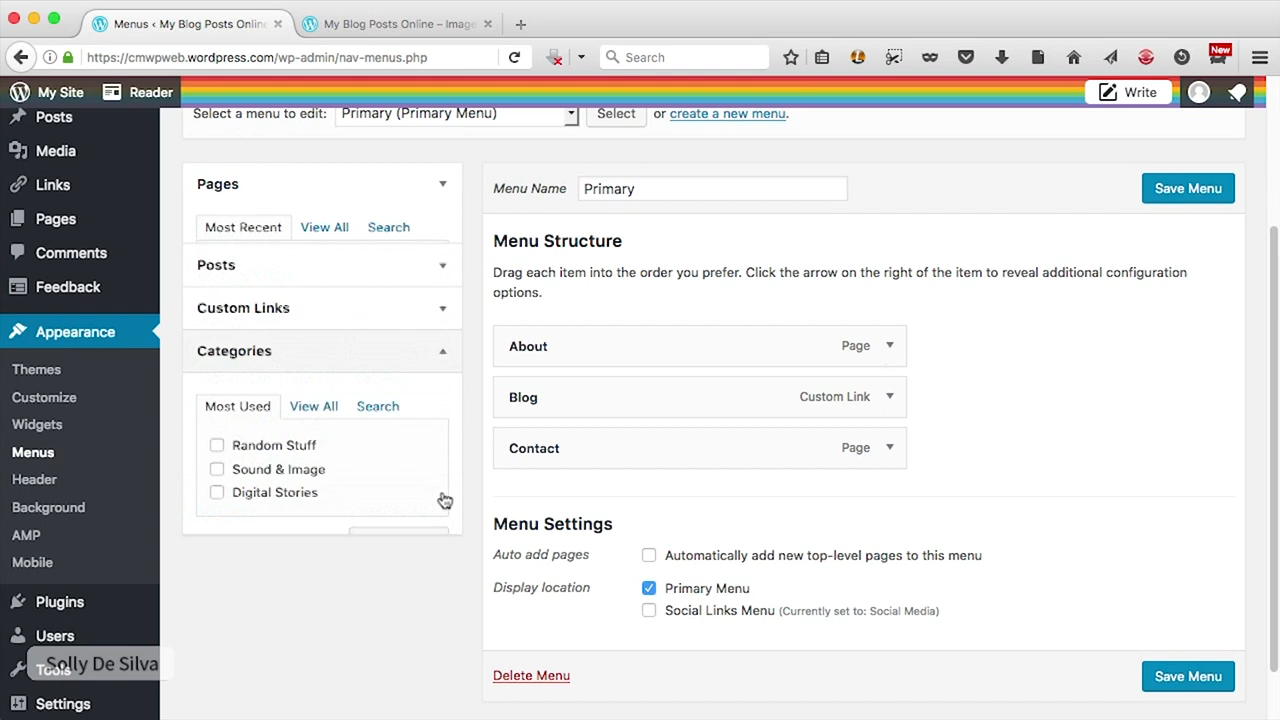 Menus ‹ My Blog Posts Online
My Blog Posts Online – Image
https://cmwpweb.wordpress.com/wp-admin/nav-menus.php
Search
New
My Site
Reader
Write
Posts
Media
Links
Pages
Comments
Feedback
Appearance
Themes
Customize
Widgets
Menus
Header
Background
AMP
Mobile
Plugins
Users
Tools
Settings
Solly De Silva
Select a menu to edit: Primary (Primary Menu) Select or create a new menu.
Pages
Most Recent View All Search
Posts
Custom Links
Categories
Most Used View All Search
Random Stuff
Sound & Image
Digital Stories
Menu Name Primary Save Menu
Menu Structure
Drag each item into the order you prefer. Click the arrow on the right of the item to reveal additional configuration
options.
About Page
Blog Custom Link
Contact Page
Menu Settings
Auto add pages Automatically add new top-level pages to this menu
Display location Primary Menu
Social Links Menu (Currently set to: Social Media)
Delete Menu Save Menu